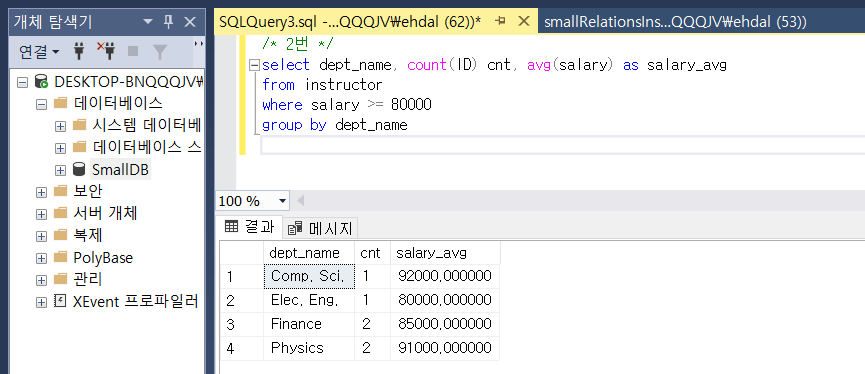 개체 탐색기
연결
DESKTOP-BNQQQJV₩
데이터베이스
시스템 데이터베
데이터베이스 스
SmallDB
보안
서버 개체
복제
PolyBase
관리
XEvent 프로파일러
SQLQuery3.sql -...QQQJV₩ehdal (62))*
smallRelationsIns...QQQJV₩ehdal (53))
/* 2번 */
select dept_name, count(ID) cnt, avg(salary) as salary_avg
from instructor
where salary >= 80000
group by dept_name
100 %
결과 메시지
dept_name cnt salary_avg
1 Comp. Sci. 1 92000,000000
2 Elec. Eng. 1 80000,000000
3 Finance 2 85000,000000
4 Physics 2 91000,000000